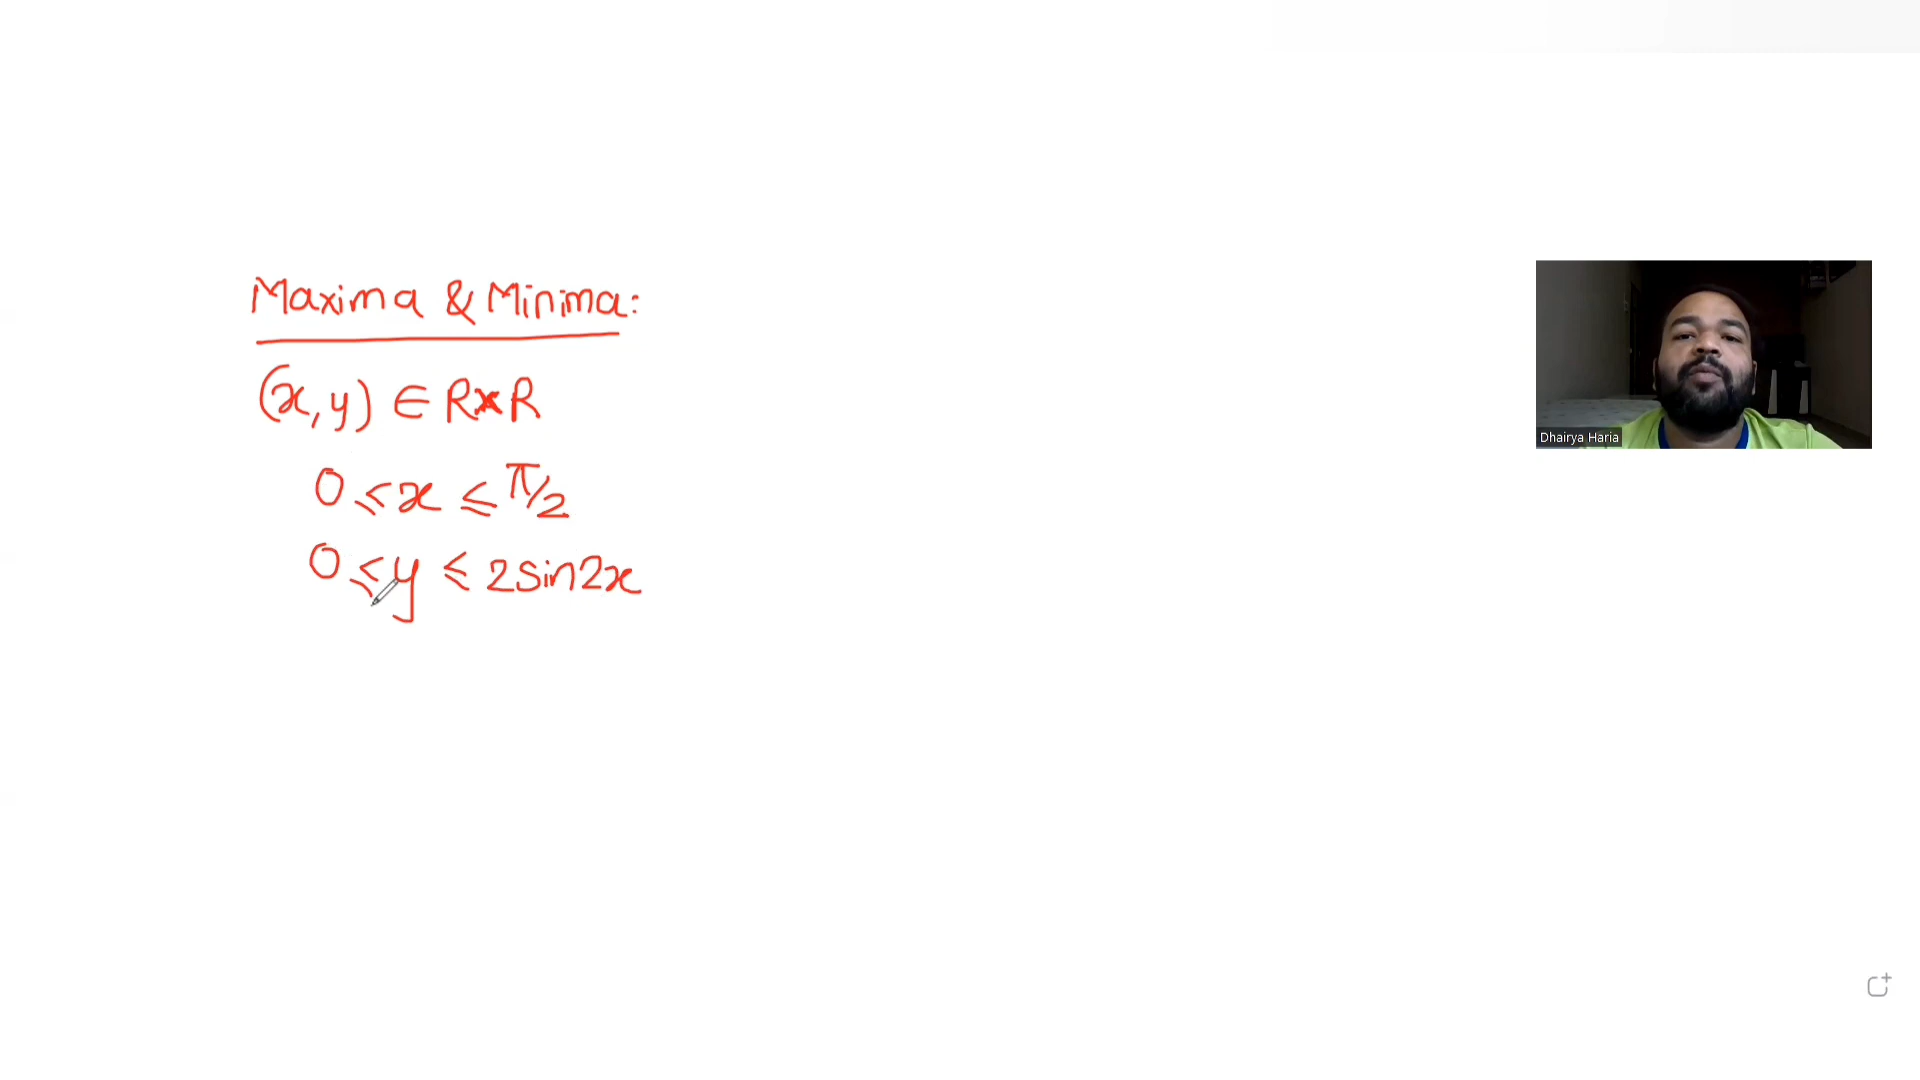 Maxima & Minima:
(x, y) ∈ R×R
0 ≤ x ≤ π/2
0 ≤ y ≤ 2sin2x
Dhairya Haria